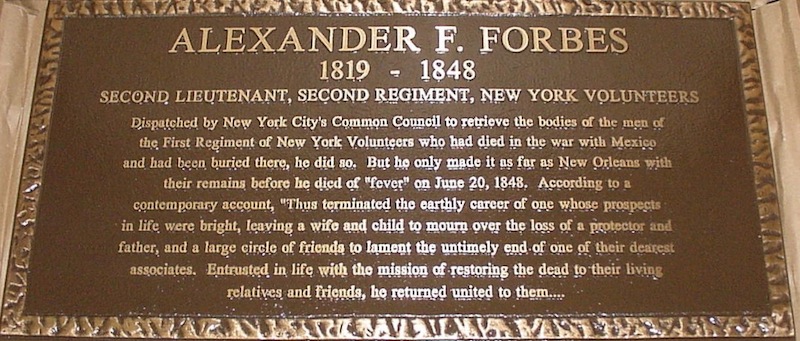 ALEXANDER F. FORBES
1819 - 1848
SECOND LIEUTENANT, SECOND REGIMENT, NEW YORK VOLUNTEERS
Dispatched by New York City's Common Council to retrieve the bodies of the men of
the First Regiment of New York Volunteers who had died in the war with Mexico
and had been buried there, he did so. But he only made it as far as New Orleans with
their remains before he died of "fever" on June 20, 1848. According to a
contemporary account, "Thus terminated the earthly career of one whose prospects
in life were bright, leaving a wife and child to mourn over the loss of a protector and
father, and a large circle of friends to lament the untimely end of one of their dearest
associates. Entrusted in life with the mission of restoring the dead to their living
relatives and friends, he returned united to them....